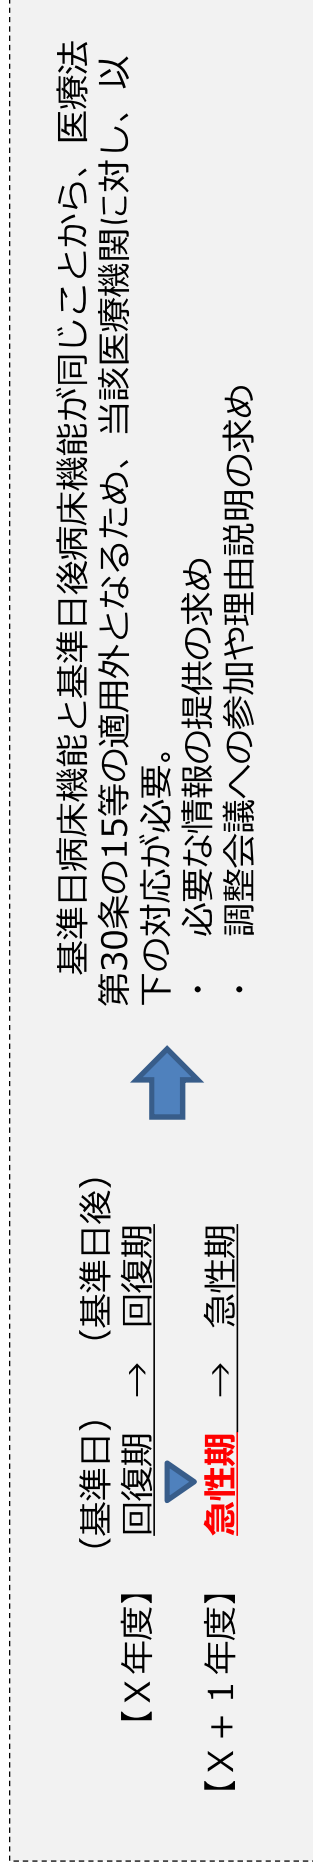 （基準日）　（基準日後）
【Ｘ年度】　回復期　→　回復期
【Ｘ＋１年度】　急性期　→　急性期
基準日病床機能と基準日後病床機能が同じことから、医療法
第30条の15等の適用外となるため、当該医療機関に対し、以
下の対応が必要。
・　必要な情報の提供の求め
・　調整会議への参加や理由説明の求め